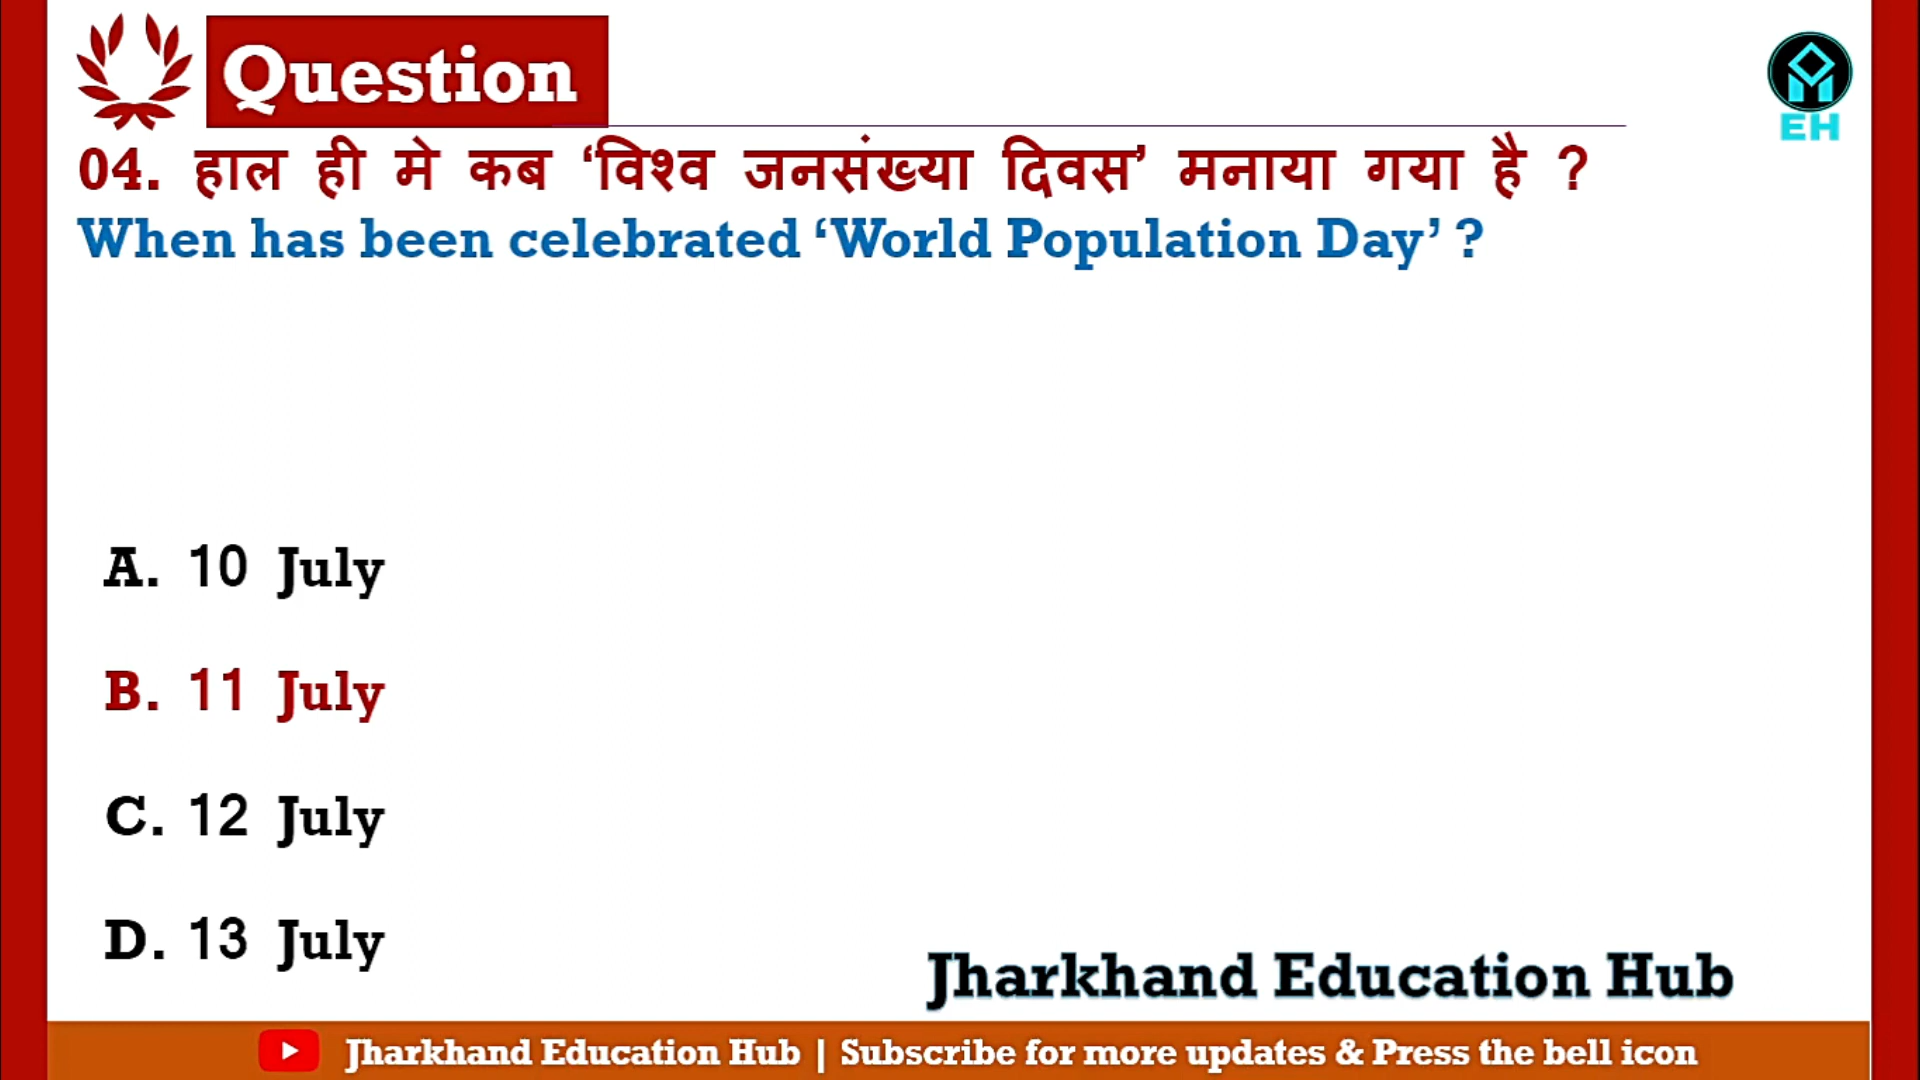 Question
EH
04. हाल ही मे कब ‘विश्व जनसंख्या दिवस’ मनाया गया है ?
When has been celebrated ‘World Population Day’ ?
A. 10 July
B. 11 July
C. 12 July
D. 13 July
Jharkhand Education Hub
Jharkhand Education Hub | Subscribe for more updates & Press the bell icon